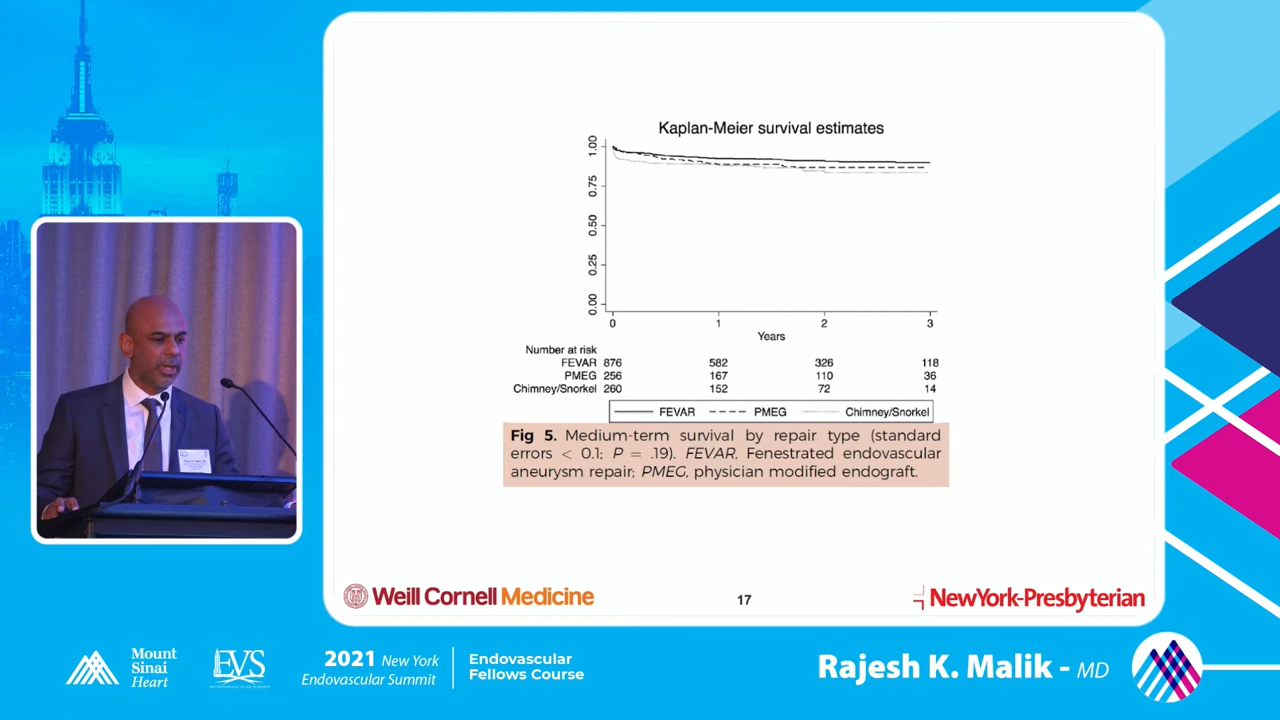 Kaplan-Meier survival estimates
1.00
0.75
0.50
0.25
0.00
0 1 2 3
Years
Number at risk
FEVAR 876 582 326 118
PMEG 256 167 110 36
Chimney/Snorkel 260 152 72 14
FEVAR PMEG Chimney/Snorkel
Fig 5. Medium-term survival by repair type (standard
errors < 0.1; P = .19). FEVAR, Fenestrated endovascular
aneurysm repair; PMEG, physician modified endograft.
Weill Cornell Medicine
17
NewYork-Presbyterian
Mount
Sinai
Heart
EVS
2021 New York
Endovascular Summit
Endovascular
Fellows Course
Rajesh K. Malik - MD